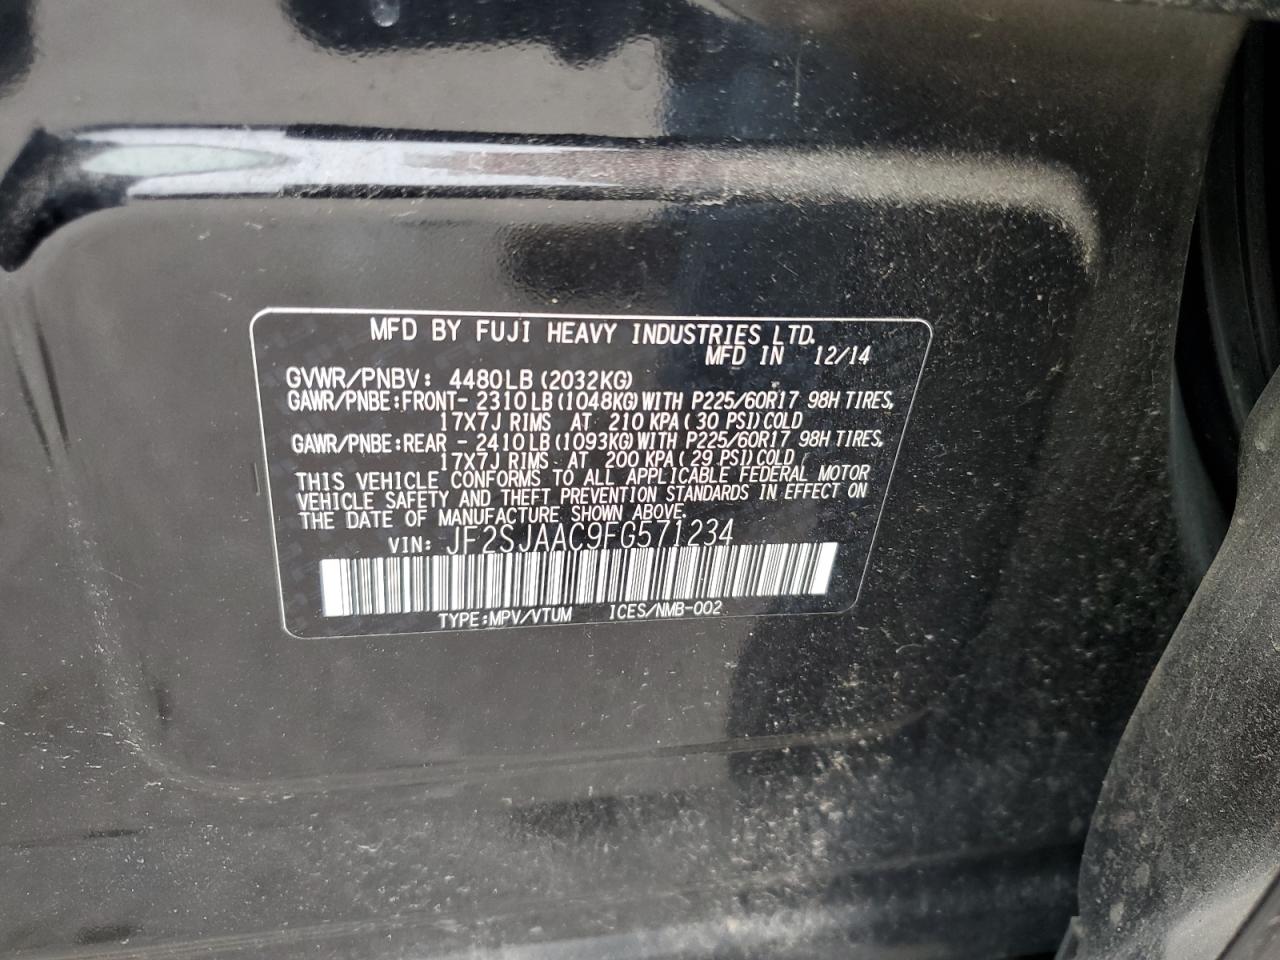 MFD BY FUJI HEAVY INDUSTRIES LTD.
MFD IN 12/14
GVWR/PNBV: 4480LB (2032KG)
GAWR/PNBE:FRONT- 2310LB (1048KG) WITH P225/60R17 98H TIRES,
17X7J RIMS AT 210 KPA (30 PSI) COLD
GAWR/PNBE:REAR - 2410LB (1093KG) WITH P225/60R17 98H TIRES,
17X7J RIMS AT 200 KPA (29 PSI) COLD
THIS VEHICLE CONFORMS TO ALL APPLICABLE FEDERAL MOTOR
VEHICLE SAFETY AND THEFT PREVENTION STANDARDS IN EFFECT ON
THE DATE OF MANUFACTURE SHOWN ABOVE.
VIN: JF2SJAAC9FG571234
TYPE:MPV/VTUM ICES/NMB-002